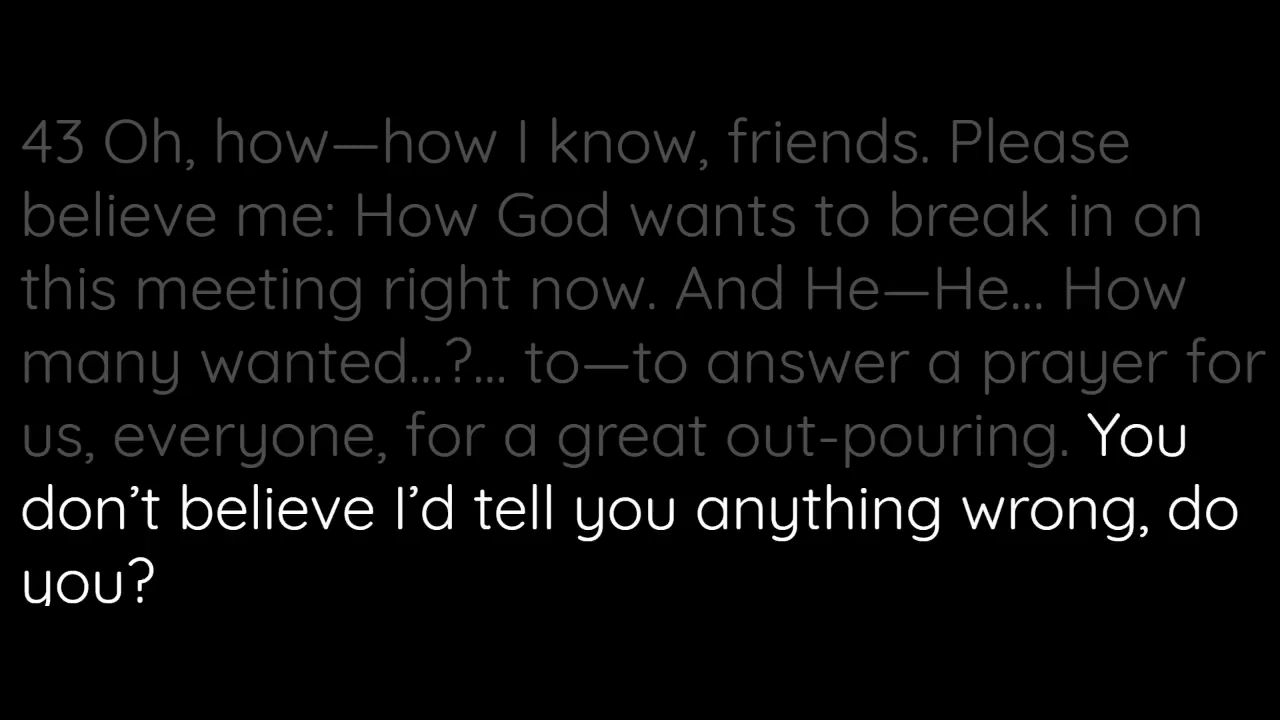 43 Oh, how—how I know, friends. Please
believe me: How God wants to break in on
this meeting right now. And He—He... How
many wanted...?... to—to answer a prayer for
us, everyone, for a great out-pouring. You
don’t believe I’d tell you anything wrong, do
you?